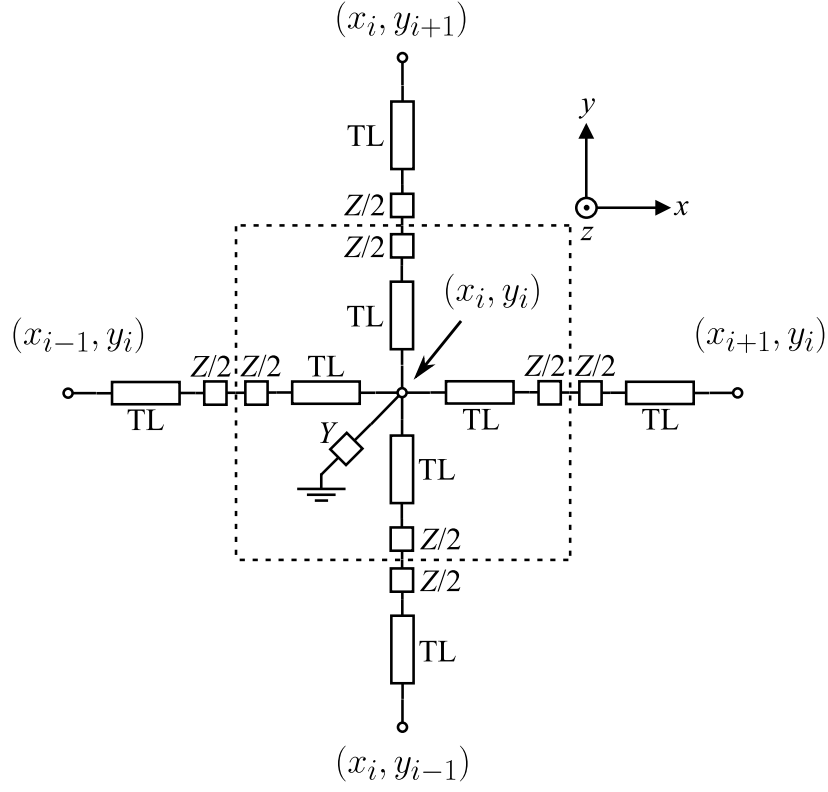 (x_i, y_{i+1})
y
TL
Z/2
x
z
Z/2
(x_i, y_i)
TL
(x_{i−1}, y_i)
(x_{i+1}, y_i)
Z/2 Z/2 TL Z/2 Z/2
TL TL TL
Y
TL
Z/2
Z/2
TL
(x_i, y_{i−1})